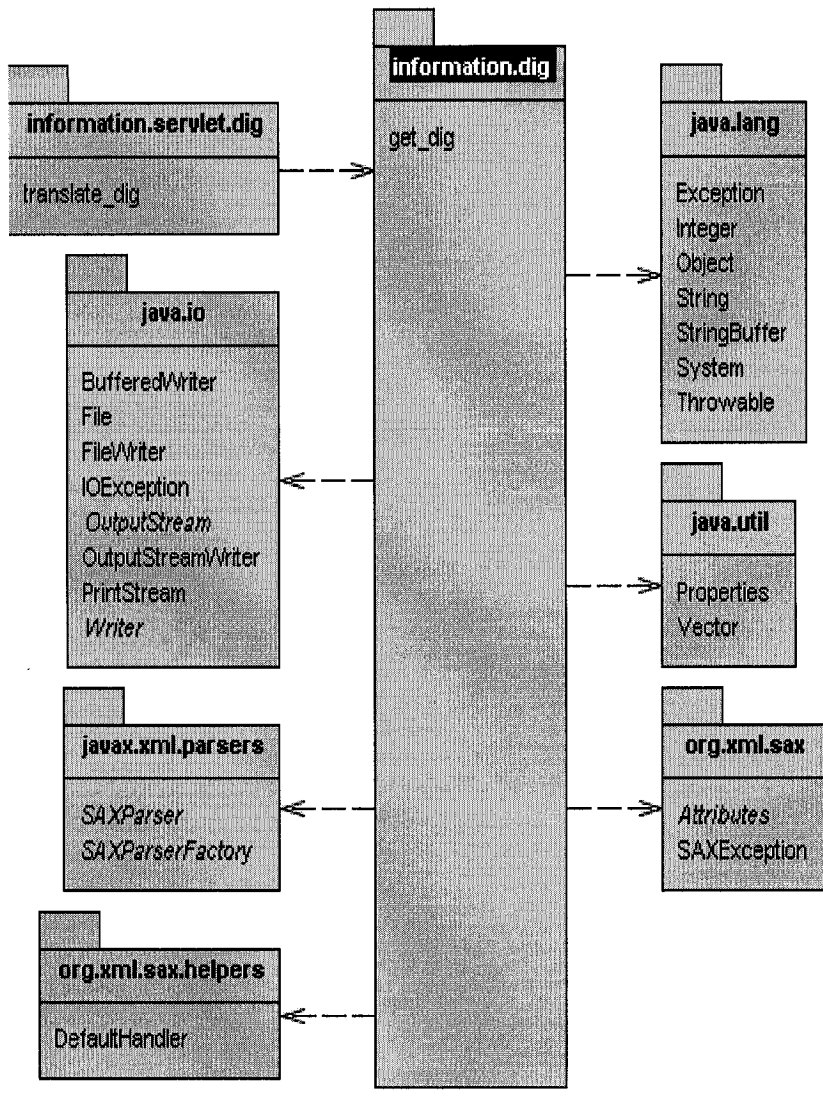 information.dig
get_dig
information.servlet.dig
translate_dig
java.io
BufferedWriter
File
FileWriter
IOException
OutputStream
OutputStreamWriter
PrintStream
Writer
javax.xml.parsers
SAXParser
SAXParserFactory
org.xml.sax.helpers
DefaultHandler
java.lang
Exception
Integer
Object
String
StringBuffer
System
Throwable
java.util
Properties
Vector
org.xml.sax
Attributes
SAXException